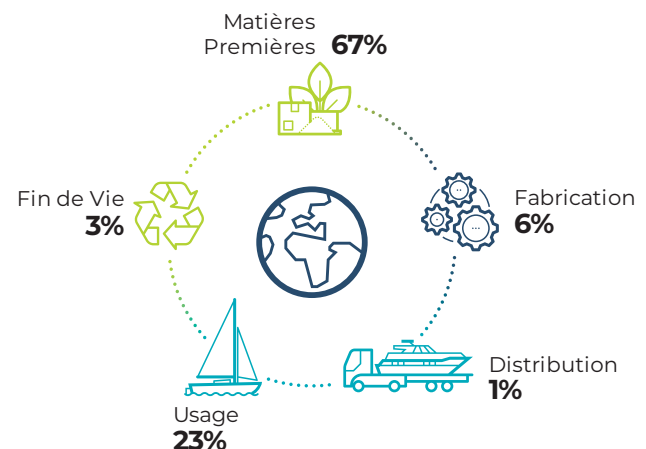 Matières
Premières 67%
Fin de Vie
3%
Fabrication
6%
Distribution
1%
Usage
23%